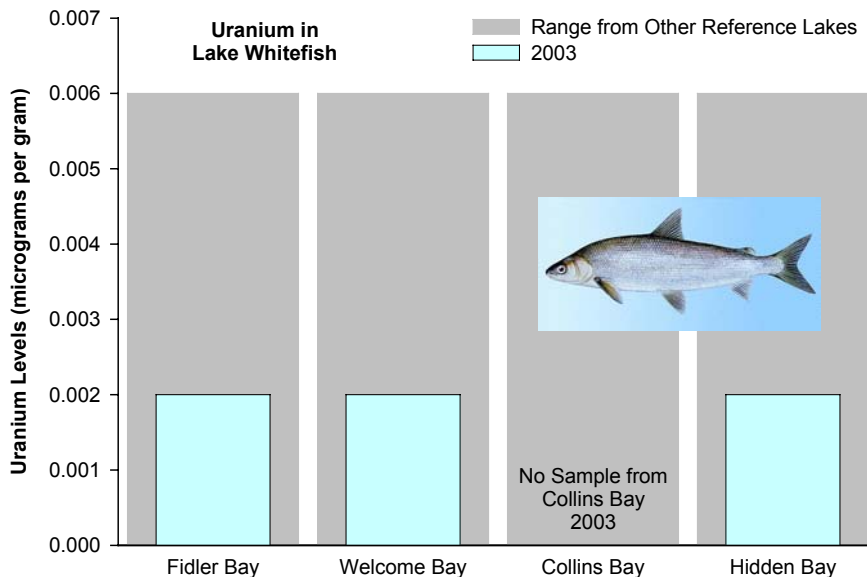 Uranium in
Lake Whitefish
Range from Other Reference Lakes
2003
Uranium Levels (micrograms per gram)
0.007
0.006
0.005
0.004
0.003
0.002
0.001
0.000
No Sample from
Collins Bay
2003
Fidler Bay
Welcome Bay
Collins Bay
Hidden Bay